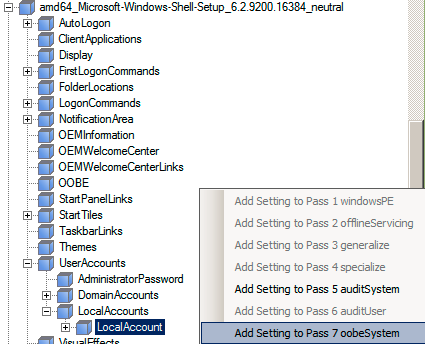 amd64_Microsoft-Windows-Shell-Setup_6.2.9200.16384_neutral
AutoLogon
ClientApplications
Display
FirstLogonCommands
FolderLocations
LogonCommands
NotificationArea
OEMInformation
OEMWelcomeCenter
OEMWelcomeCenterLinks
OOBE
StartPanelLinks
StartTiles
TaskbarLinks
Themes
UserAccounts
AdministratorPassword
DomainAccounts
LocalAccounts
LocalAccount
VisualEffects
Add Setting to Pass 1 windowsPE
Add Setting to Pass 2 offlineServicing
Add Setting to Pass 3 generalize
Add Setting to Pass 4 specialize
Add Setting to Pass 5 auditSystem
Add Setting to Pass 6 auditUser
Add Setting to Pass 7 oobeSystem